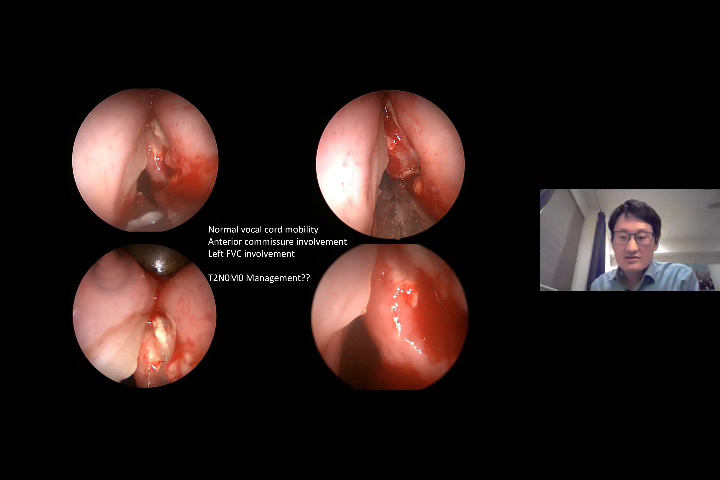 Normal vocal cord mobility
Anterior commissure involvement
Left FVC involvement
T2N0M0 Management??